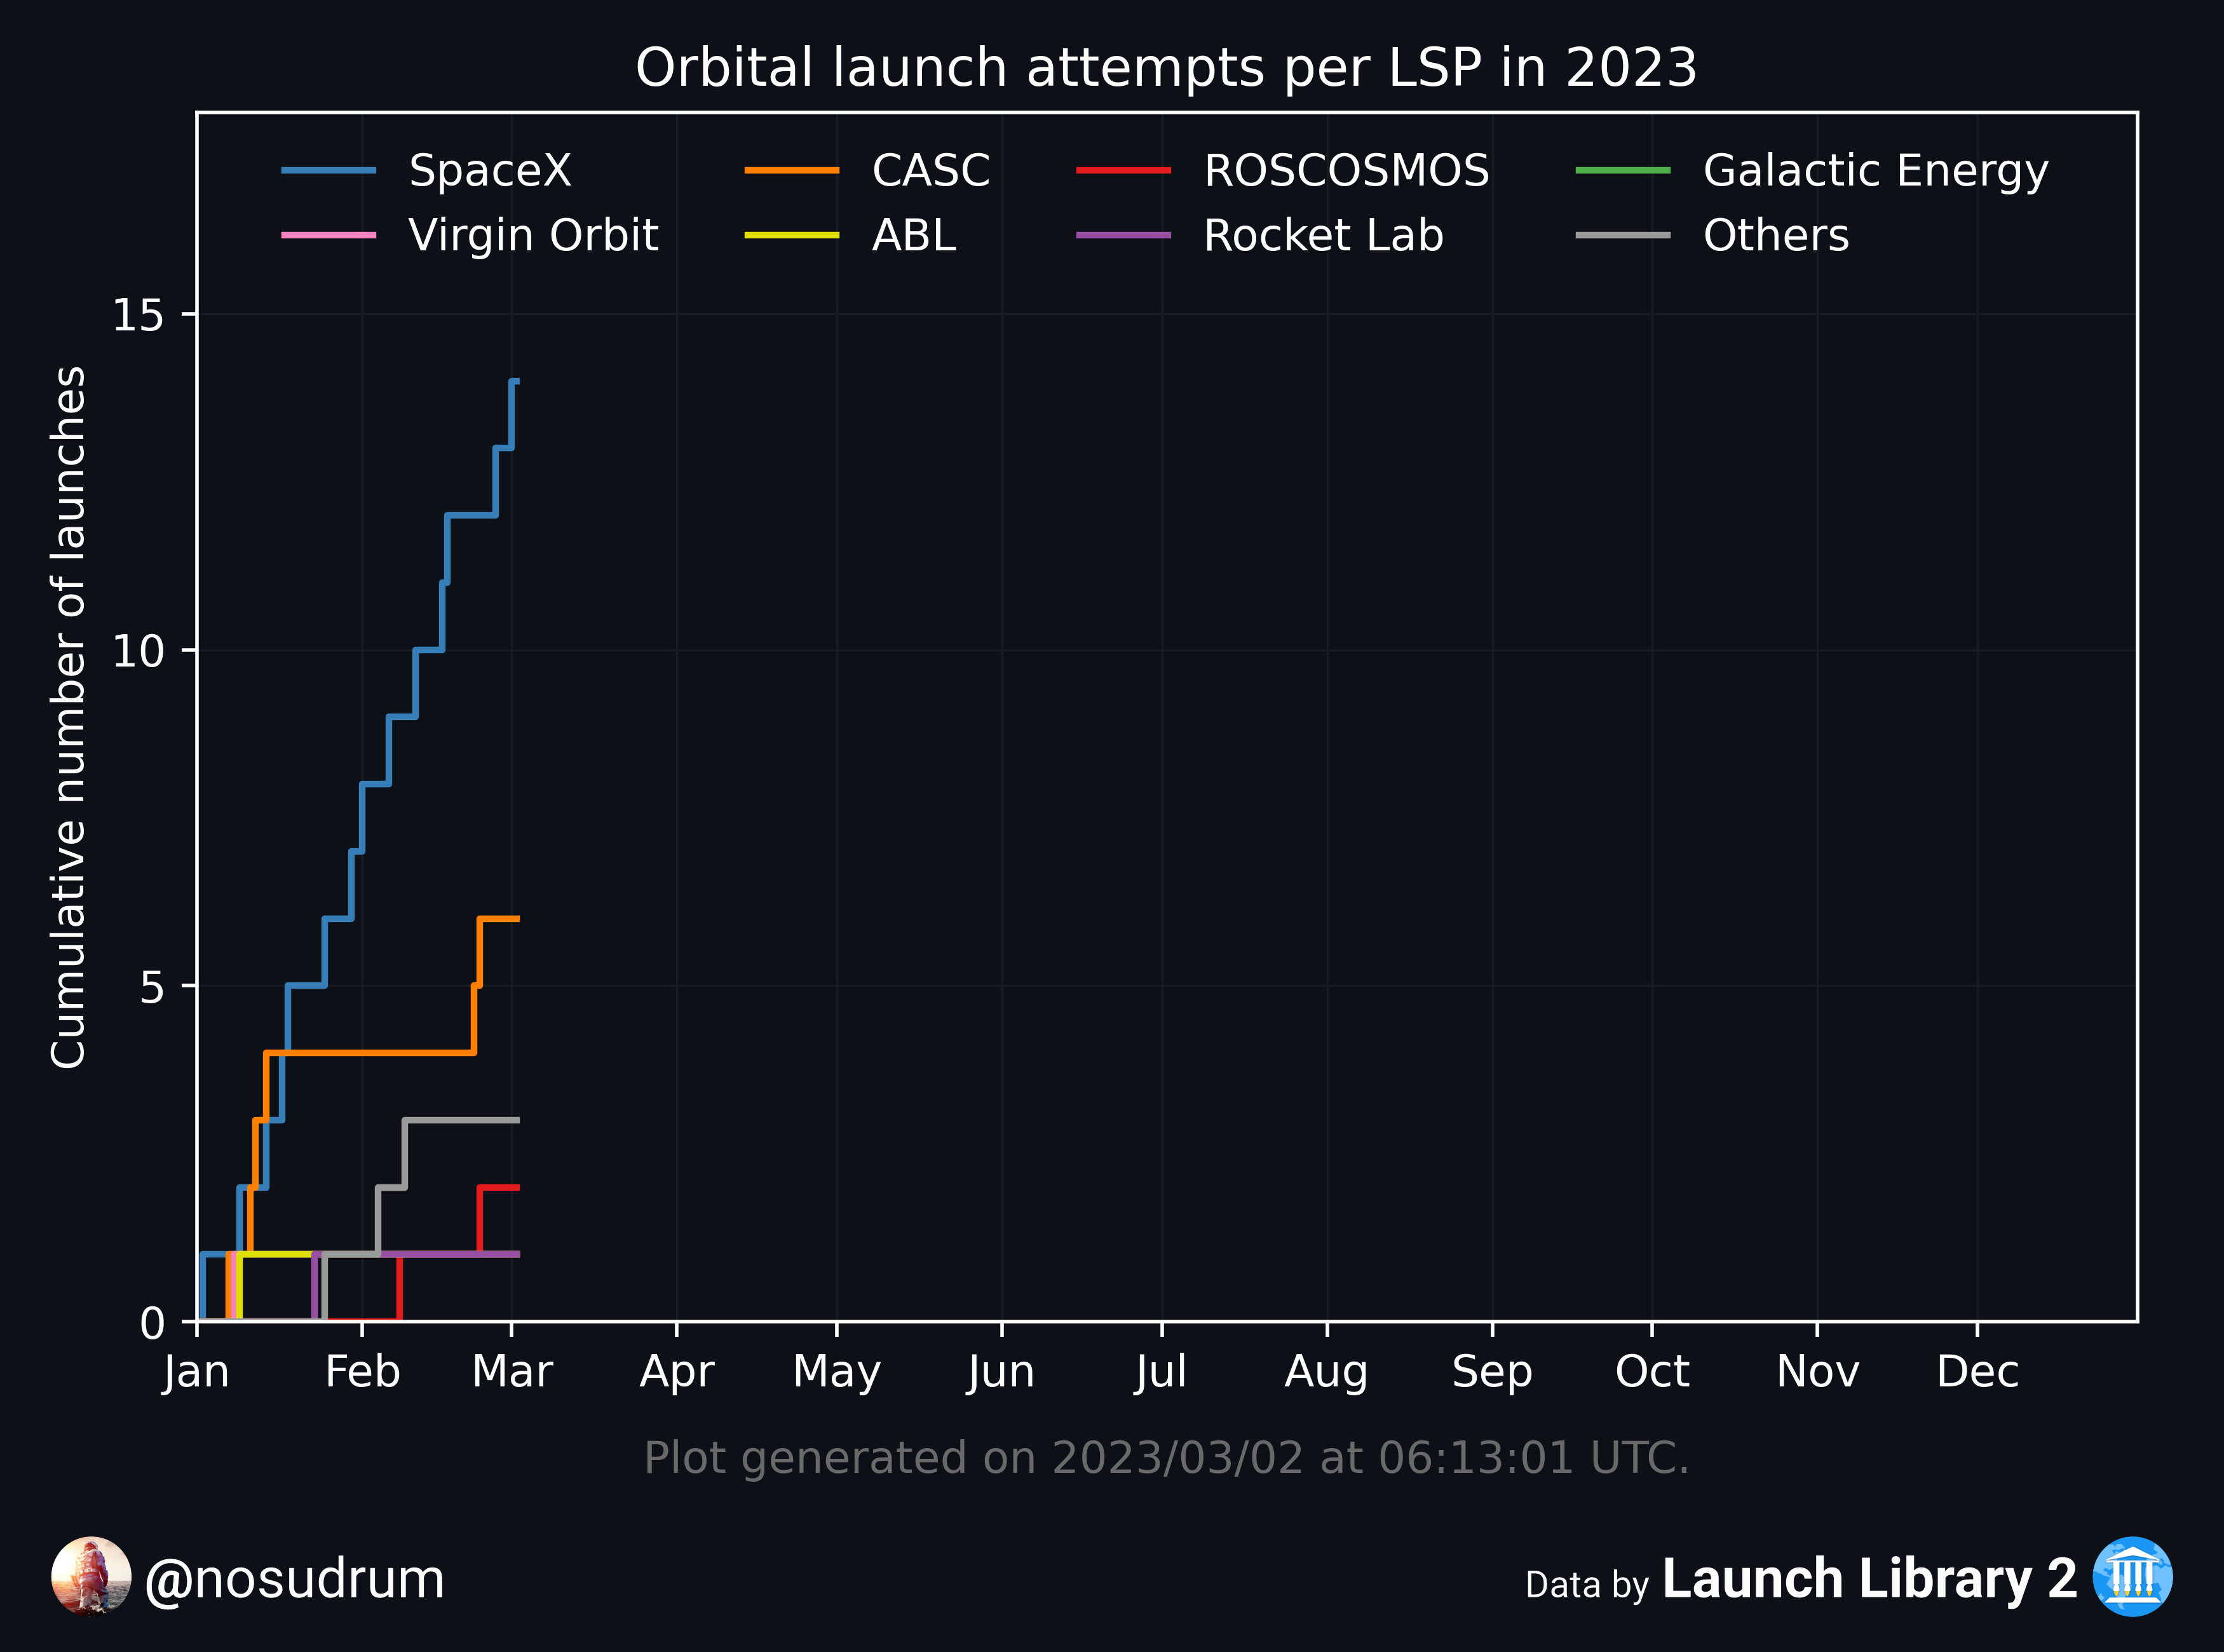 Orbital launch attempts per LSP in 2023
SpaceX
Virgin Orbit
CASC
ABL
ROSCOSMOS
Rocket Lab
Galactic Energy
Others
Cumulative number of launches
15
10
5
0
Jan Feb Mar Apr May Jun Jul Aug Sep Oct Nov Dec
Plot generated on 2023/03/02 at 06:13:01 UTC.
@nosudrum
Data by Launch Library 2